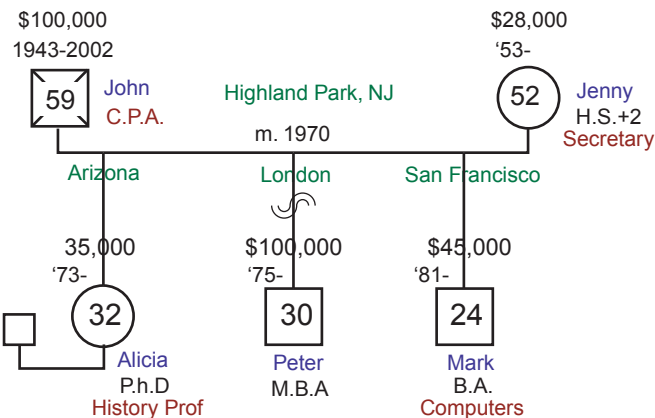 $100,000
1943-2002
59
John
C.P.A.
Highland Park, NJ
m. 1970
$28,000
‘53-
52
Jenny
H.S.+2
Secretary
Arizona
London
San Francisco
35,000
‘73-
32
Alicia
P.h.D
History Prof
$100,000
‘75-
30
Peter
M.B.A
$45,000
‘81-
24
Mark
B.A.
Computers